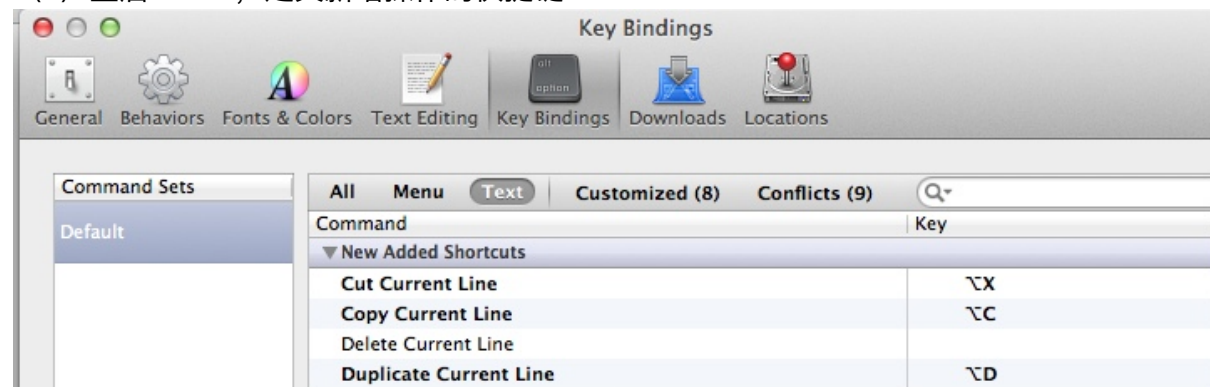 Key Bindings
alt
option
General Behaviors Fonts & Colors Text Editing Key Bindings Downloads Locations
Command Sets
Default
All Menu Text Customized (8) Conflicts (9)
Command Key
New Added Shortcuts
Cut Current Line ⌥X
Copy Current Line ⌥C
Delete Current Line
Duplicate Current Line ⌥D